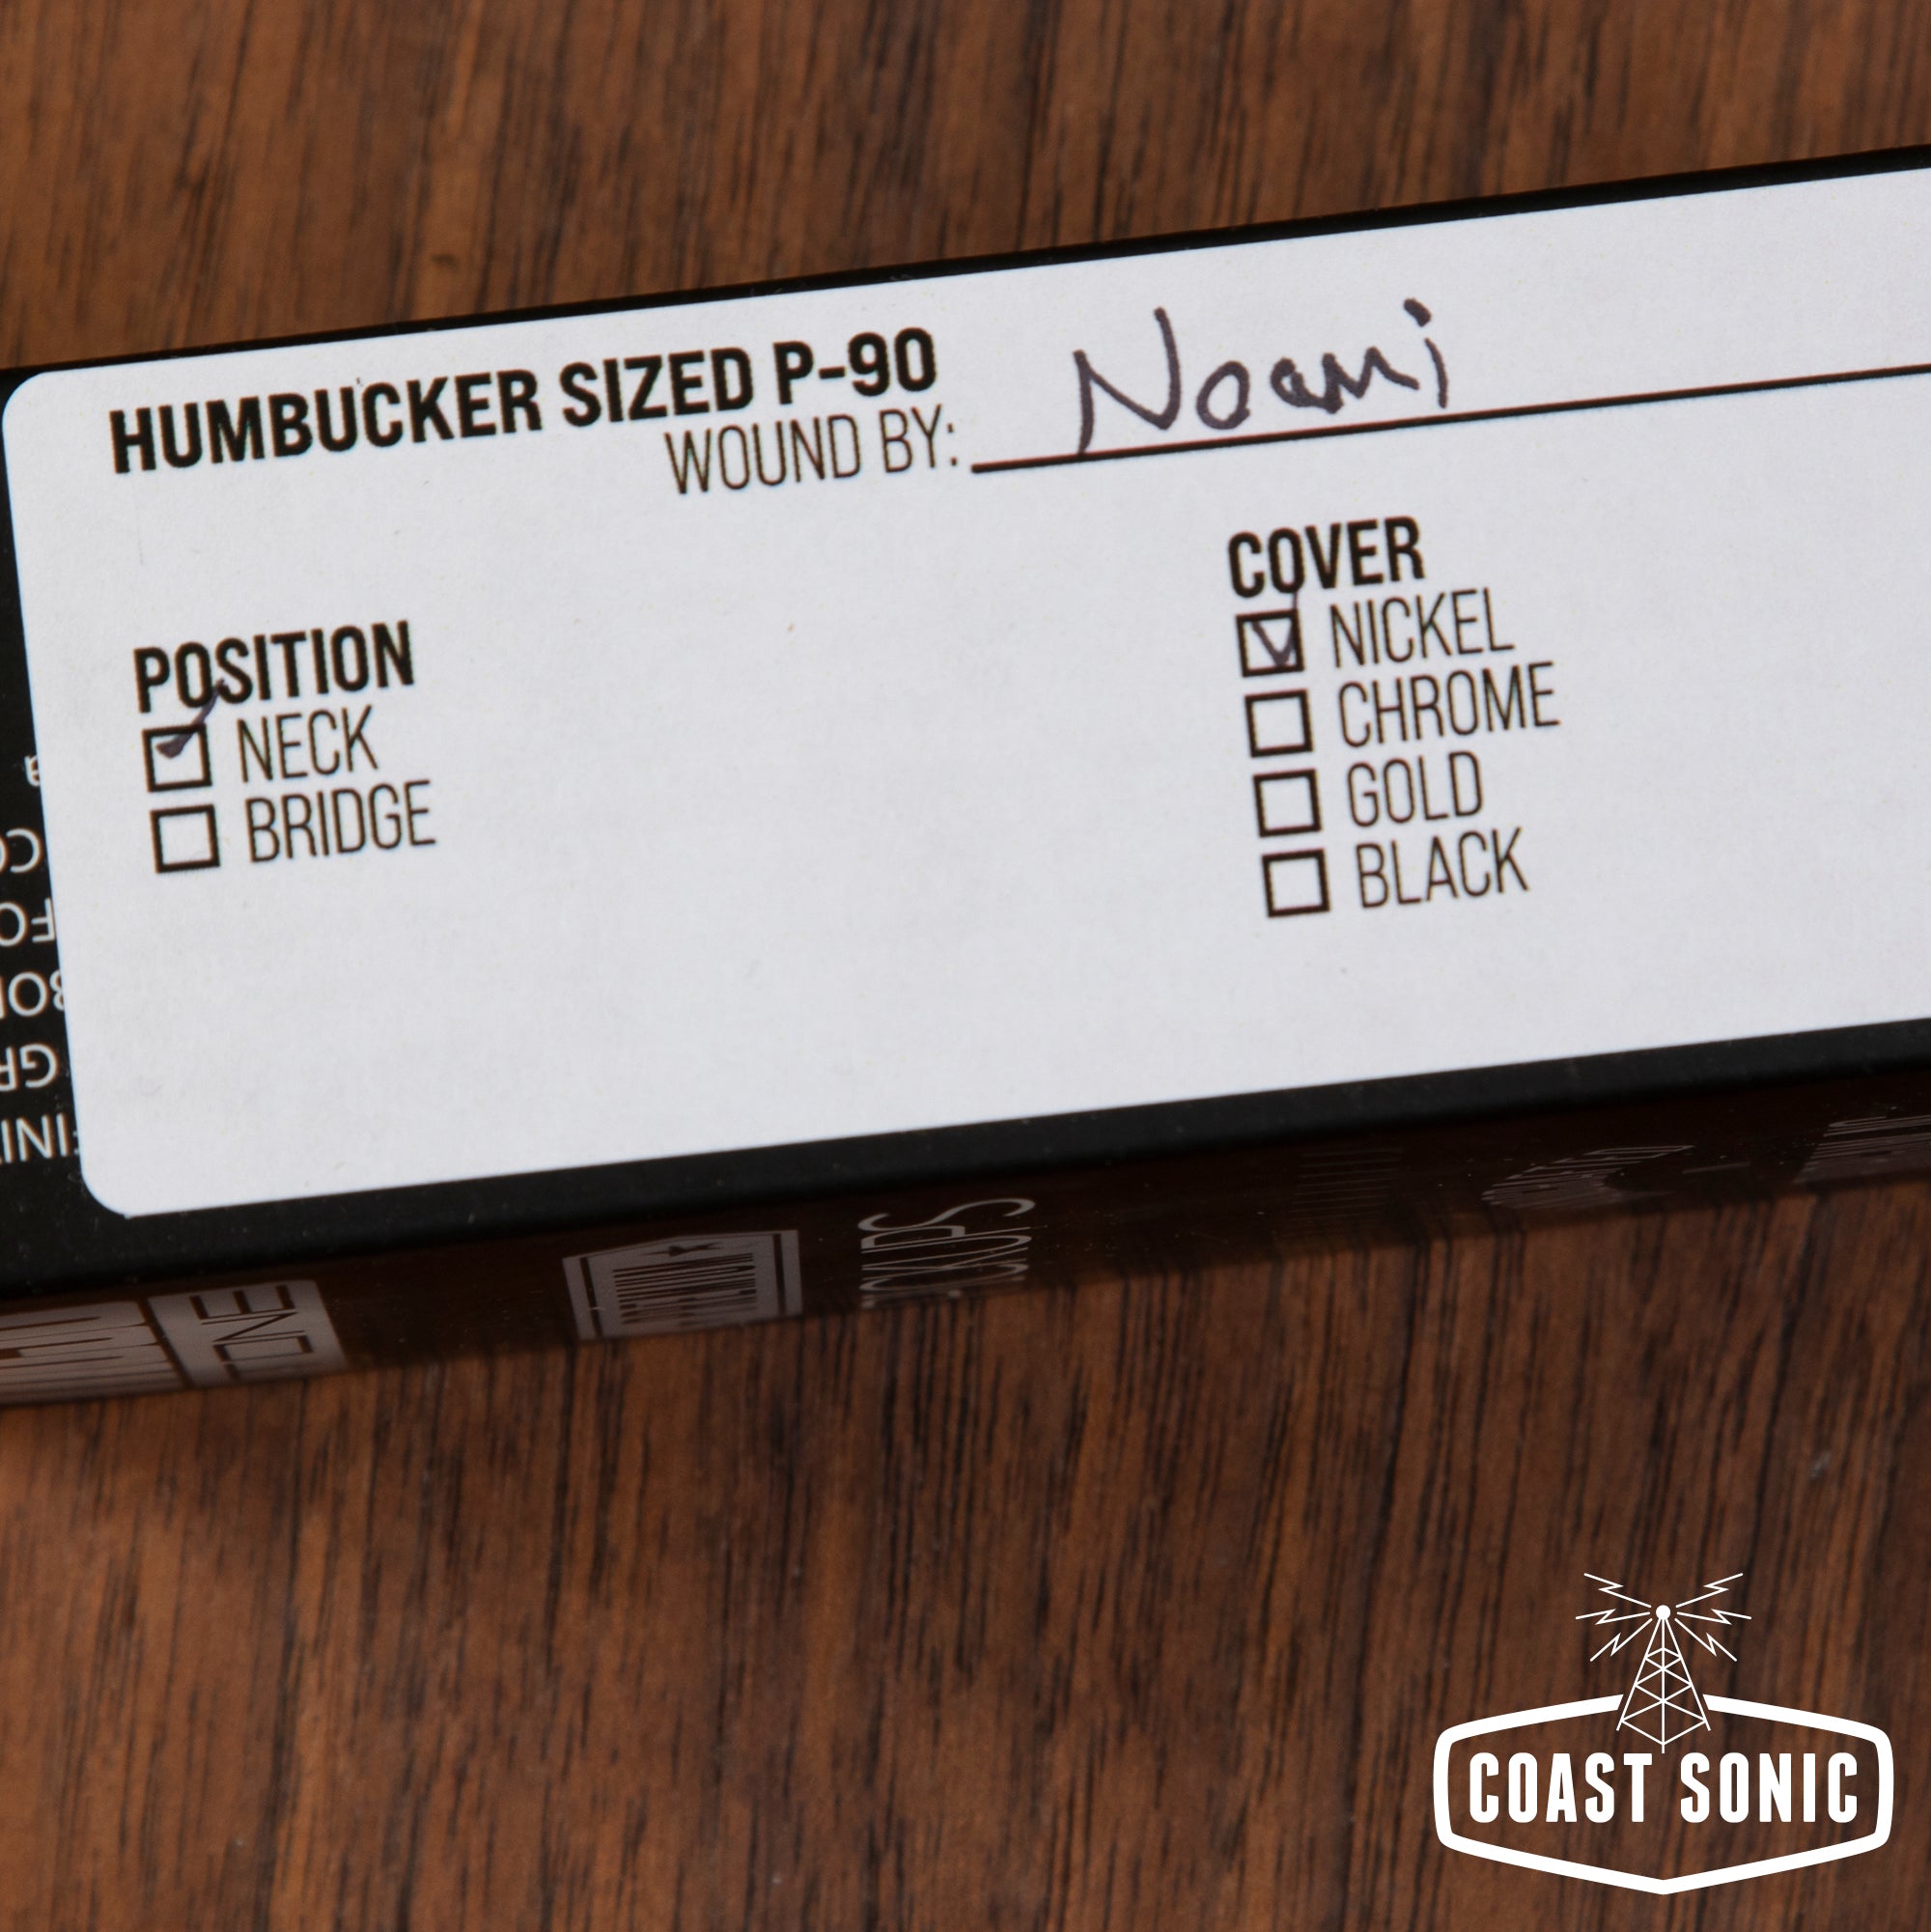 HUMBUCKER SIZED P-90
WOUND BY: Noami
POSITION
NECK
BRIDGE
COVER
NICKEL
CHROME
GOLD
BLACK
COAST SONIC